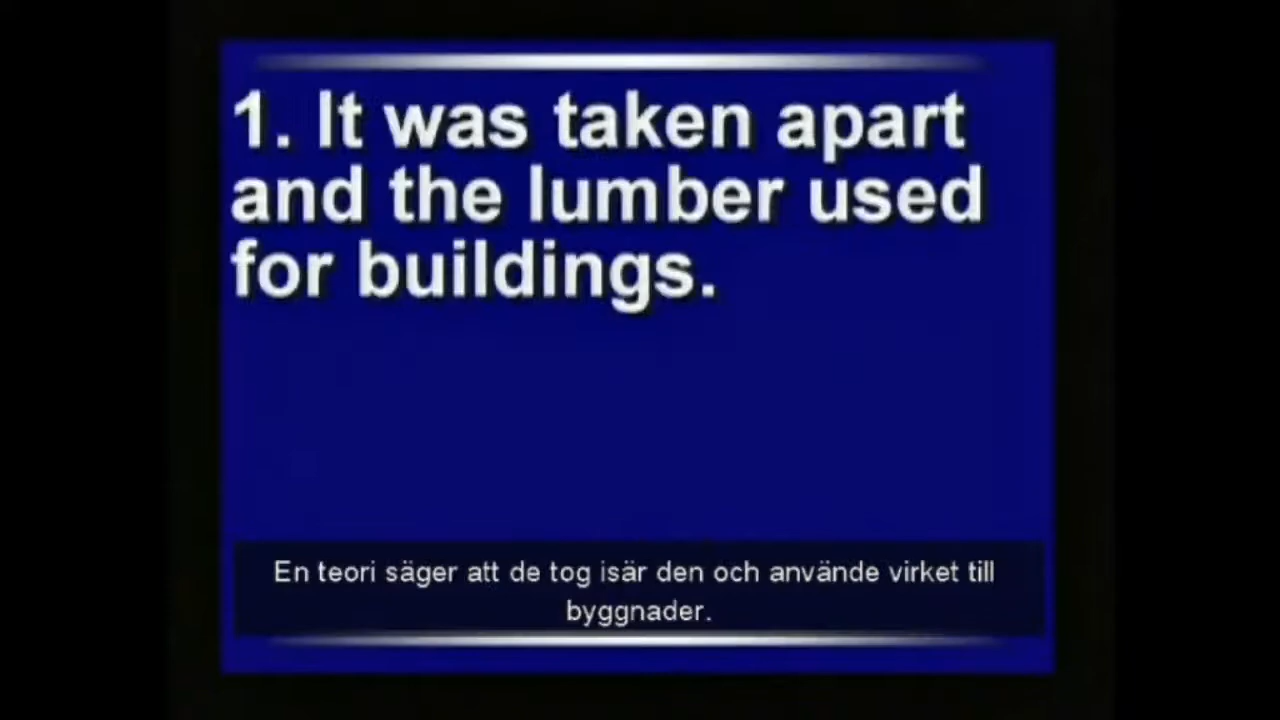 1. It was taken apart
and the lumber used
for buildings.
En teori säger att de tog isär den och använde virket till
byggnader.